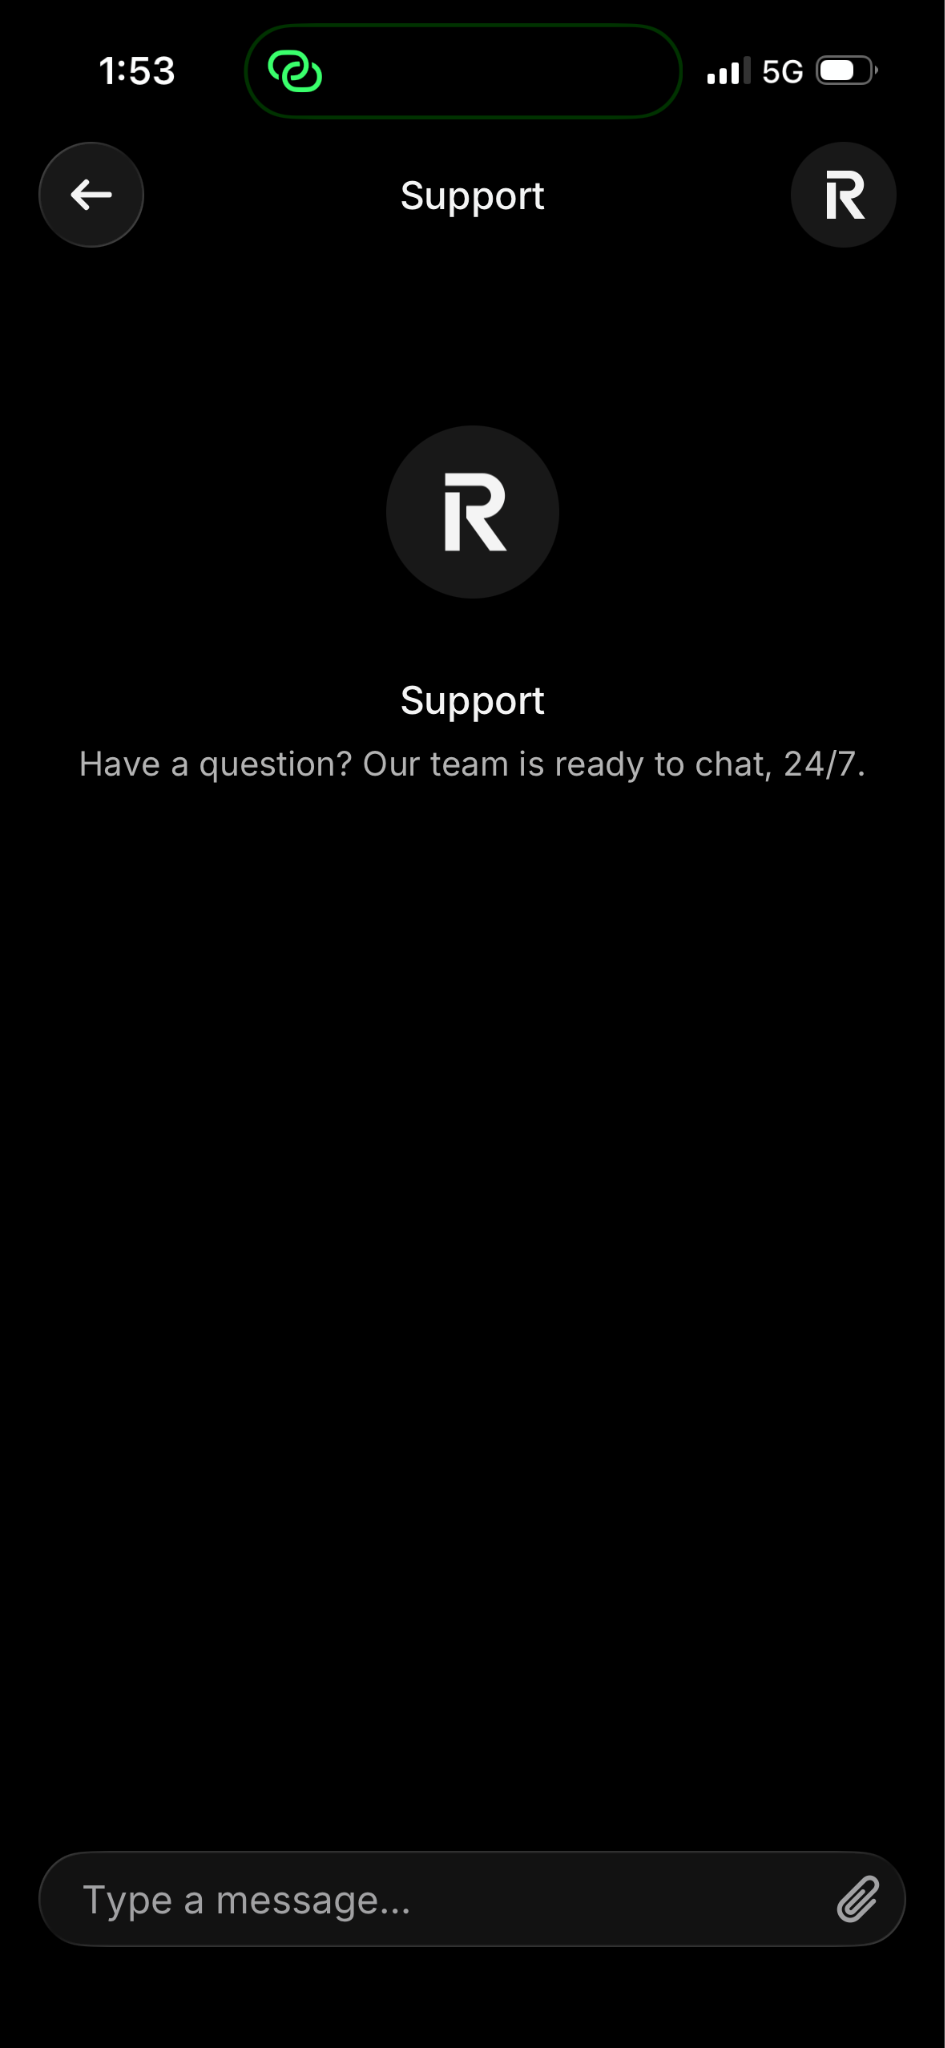 1:53
5G
Support
R
R
Support
Have a question? Our team is ready to chat, 24/7.
Type a message...